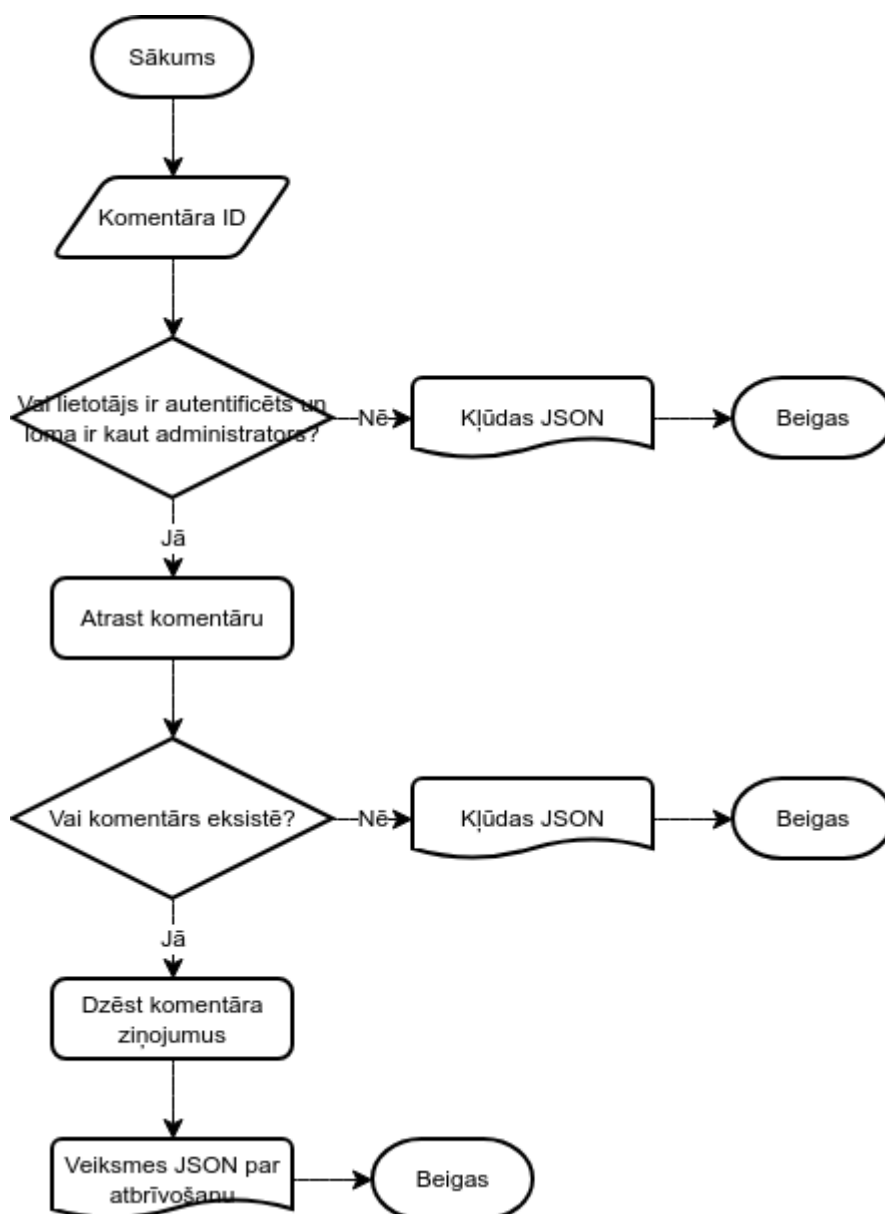 Sākums
Komentāra ID
Vai lietotājs ir autentificēts un
loma ir kaut administrators?
Nē
Kļūdas JSON
Beigas
Jā
Atrast komentāru
Vai komentārs eksistē?
Nē
Kļūdas JSON
Beigas
Jā
Dzēst komentāra
ziņojumus
Veiksmes JSON par
atbrīvošanu
Beigas